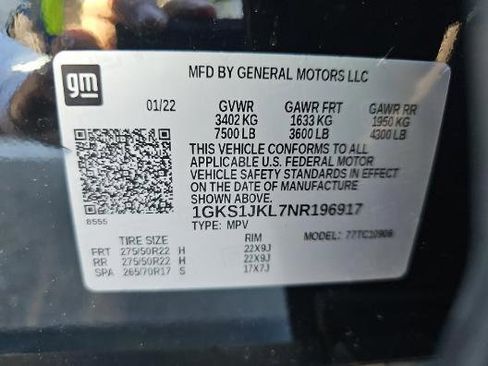 gm
MFD BY GENERAL MOTORS LLC
01/22 GVWR GAWR FRT GAWR RR
3402 KG 1633 KG 1950 KG
7500 LB 3600 LB 4300 LB
THIS VEHICLE CONFORMS TO ALL
APPLICABLE U.S. FEDERAL MOTOR
VEHICLE SAFETY STANDARDS IN EFFECT
ON THE DATE OF MANUFACTURE SHOWN ABOVE.
1GKS1JKL7NR196917
8555 TYPE: MPV MODEL:
TIRE SIZE RIM
FRT 275/50R22 H 22X9J
RR 275/50R22 H 22X9J
SPA 265/70R17 S 17X7J